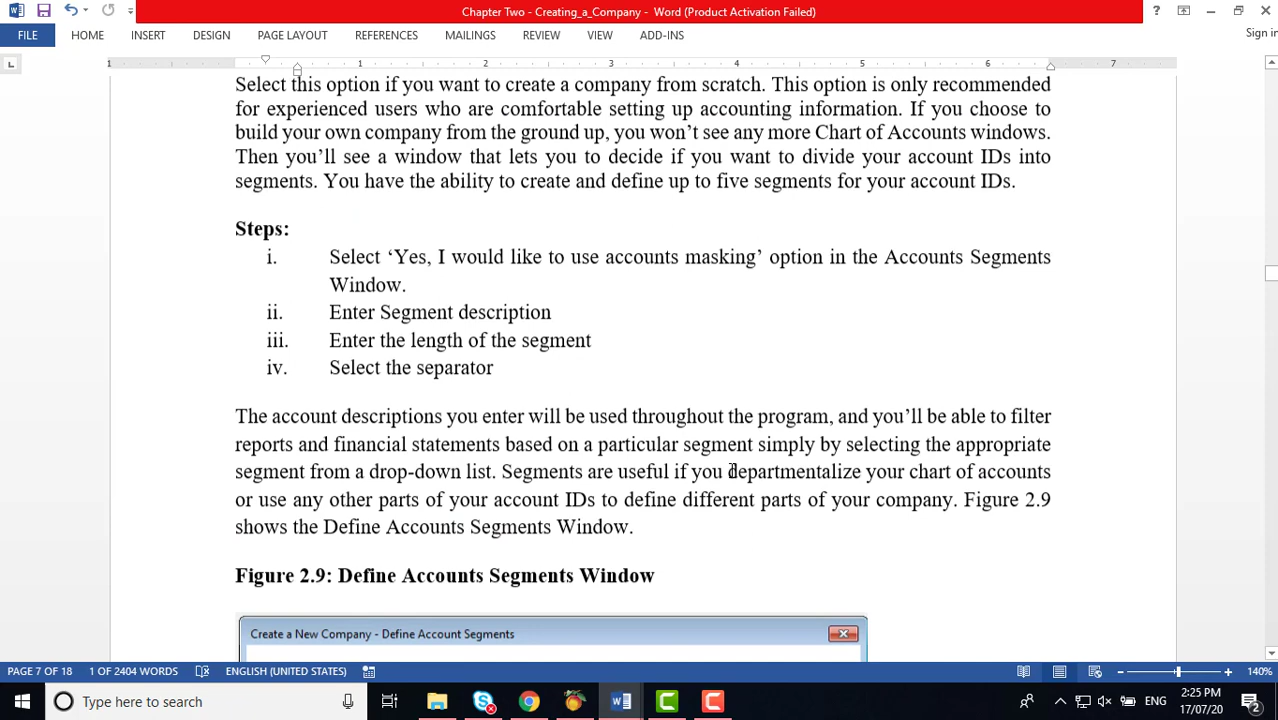 Chapter Two - Creating_a_Company - Word (Product Activation Failed)
FILE HOME INSERT DESIGN PAGE LAYOUT REFERENCES MAILINGS REVIEW VIEW ADD-INS Sign in
1 1 2 3 4 5 6 7
Select this option if you want to create a company from scratch. This option is only recommended
for experienced users who are comfortable setting up accounting information. If you choose to
build your own company from the ground up, you won’t see any more Chart of Accounts windows.
Then you’ll see a window that lets you to decide if you want to divide your account IDs into
segments. You have the ability to create and define up to five segments for your account IDs.
Steps:
i. Select ‘Yes, I would like to use accounts masking’ option in the Accounts Segments
Window.
ii. Enter Segment description
iii. Enter the length of the segment
iv. Select the separator
The account descriptions you enter will be used throughout the program, and you’ll be able to filter
reports and financial statements based on a particular segment simply by selecting the appropriate
segment from a drop-down list. Segments are useful if you departmentalize your chart of accounts
or use any other parts of your account IDs to define different parts of your company. Figure 2.9
shows the Define Accounts Segments Window.
Figure 2.9: Define Accounts Segments Window
Create a New Company - Define Account Segments
PAGE 7 OF 18 1 OF 2404 WORDS ENGLISH (UNITED STATES) 140%
Type here to search ENG 2:25 PM
17/07/20 2